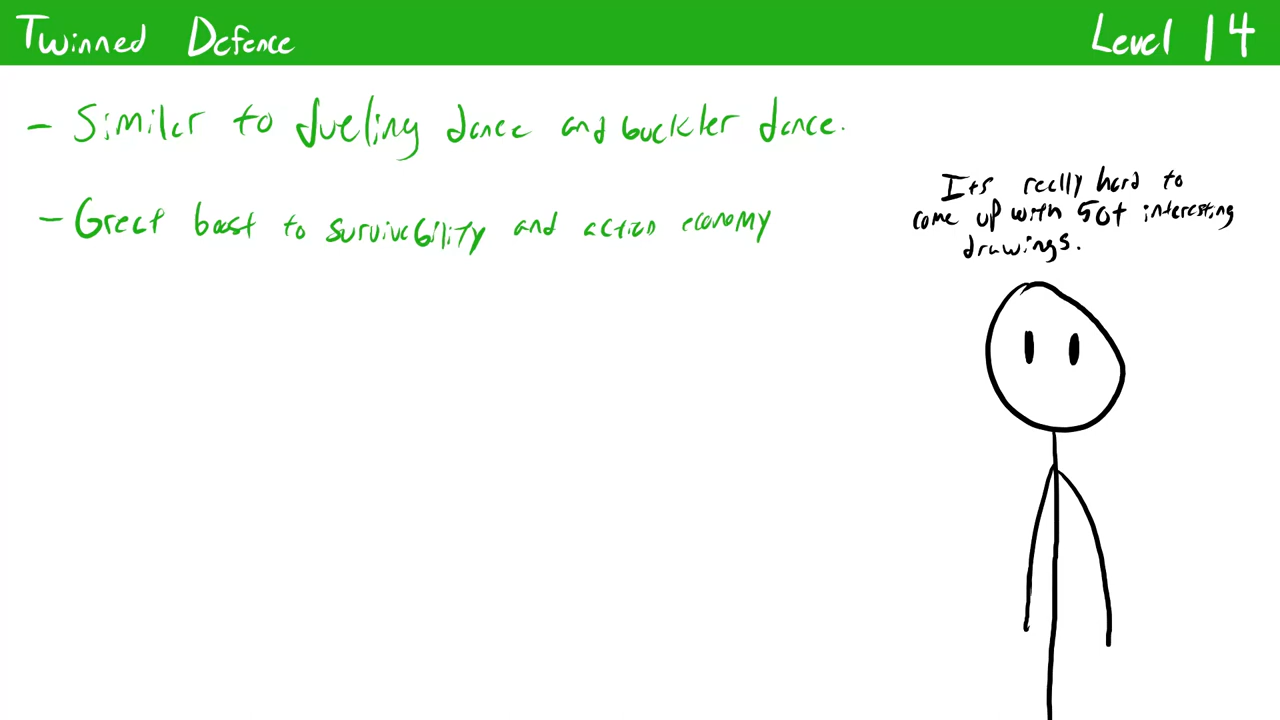 Twinned Defence
Level 14
- Similar to dueling dance and buckler dance.
- Great boost to survivability and action economy
Its really hard to
come up with 50+ interesting
drawings.